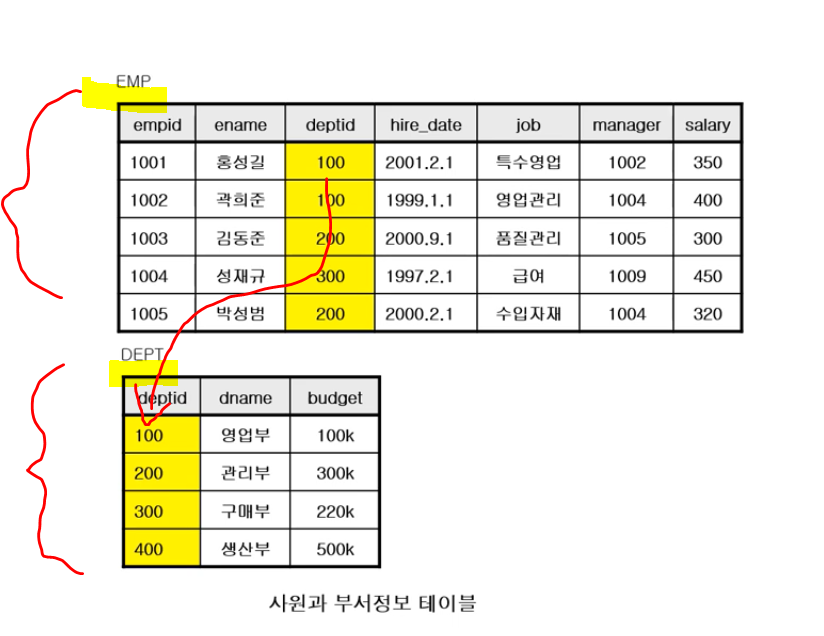 EMP
empid ename deptid hire_date job manager salary
1001 홍성길 100 2001.2.1 특수영업 1002 350
1002 곽희준 100 1999.1.1 영업관리 1004 400
1003 김동준 200 2000.9.1 품질관리 1005 300
1004 성재규 300 1997.2.1 급여 1009 450
1005 박성범 200 2000.2.1 수입자재 1004 320
DEPT
deptid dname budget
100 영업부 100k
200 관리부 300k
300 구매부 220k
400 생산부 500k
사원과 부서정보 테이블